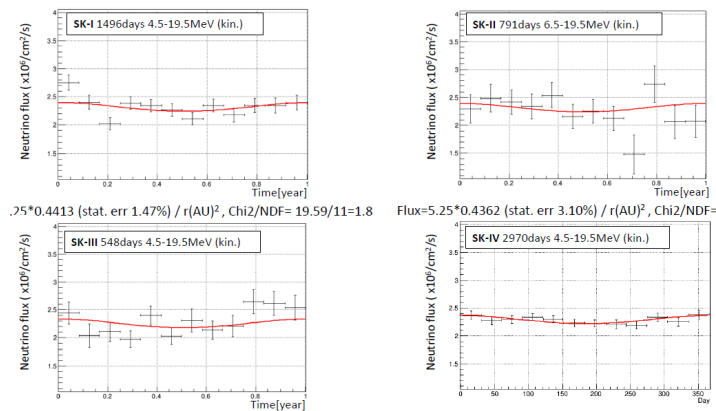 SK-I 1496days 4.5-19.5MeV (kin.)
Neutrino flux ( x10⁶/cm²/s)
4
3.5
3
2.5
2
1.5
0 0.2 0.4 0.6 0.8 1
Time[year]
SK-II 791days 6.5-19.5MeV (kin.)
Neutrino flux ( x10⁶/cm²/s)
4
3.5
3
2.5
2
1.5
0 0.2 0.4 0.6 0.8 1
Time[year]
.25*0.4413 (stat. err 1.47%) / r(AU)² , Chi2/NDF= 19.59/11=1.8
Flux=5.25*0.4362 (stat. err 3.10%) / r(AU)² , Chi2/NDF=
SK-III 548days 4.5-19.5MeV (kin.)
Neutrino flux ( x10⁶/cm²/s)
4
3.5
3
2.5
2
1.5
0 0.2 0.4 0.6 0.8 1
Time[year]
SK-IV 2970days 4.5-19.5MeV (kin.)
Neutrino flux ( x10⁶/cm²/s)
4
3.5
3
2.5
2
1.5
0 50 100 150 200 250 300 350
Day